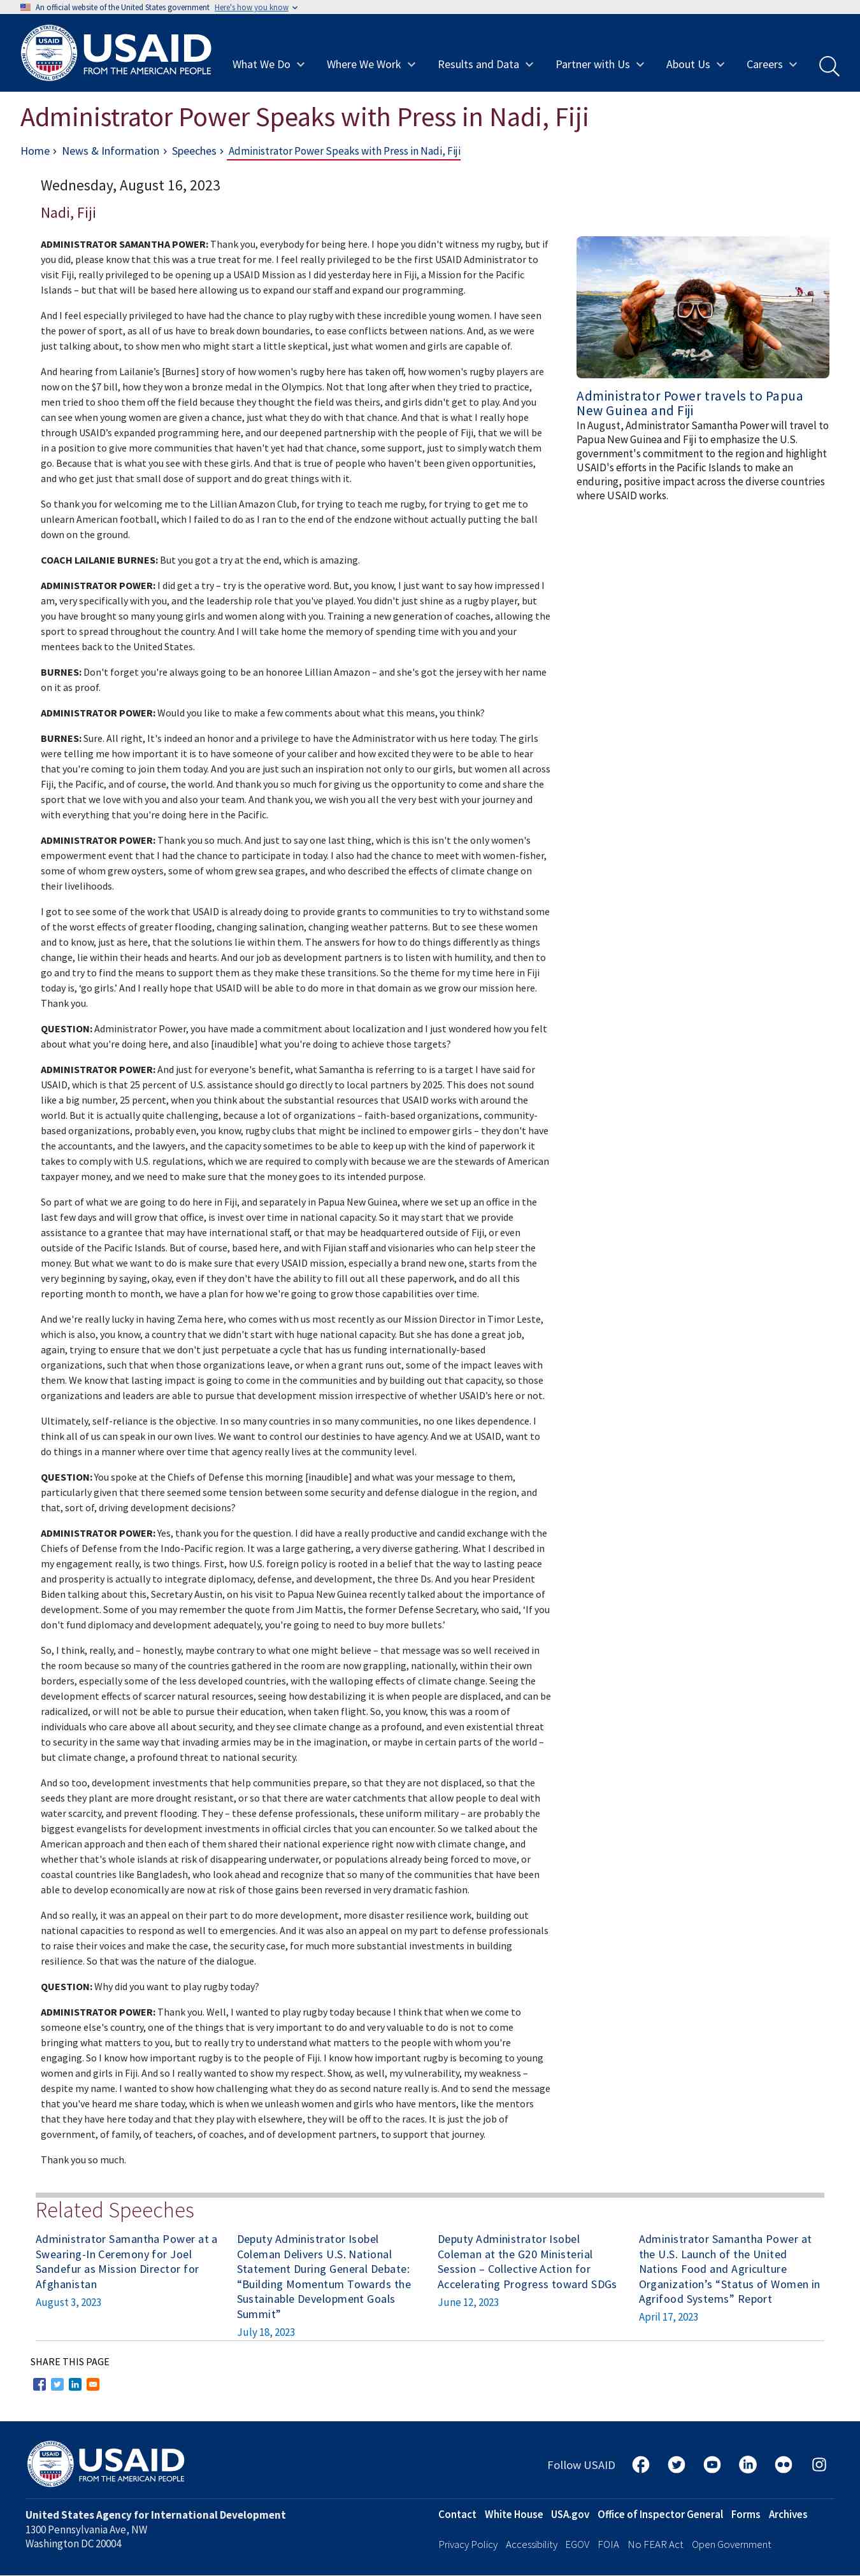 An official website of the United States government Here's how you know
USAID
FROM THE AMERICAN PEOPLE
What We Do Where We Work Results and Data Partner with Us About Us Careers
Administrator Power Speaks with Press in Nadi, Fiji
Home › News & Information › Speeches › Administrator Power Speaks with Press in Nadi, Fiji
Wednesday, August 16, 2023
Nadi, Fiji
ADMINISTRATOR SAMANTHA POWER: Thank you, everybody for being here. I hope you didn't witness my rugby, but if
you did, please know that this was a true treat for me. I feel really privileged to be the first USAID Administrator to
visit Fiji, really privileged to be opening up a USAID Mission as I did yesterday here in Fiji, a Mission for the Pacific
Islands – but that will be based here allowing us to expand our staff and expand our programming.
And I feel especially privileged to have had the chance to play rugby with these incredible young women. I have seen
the power of sport, as all of us have to break down boundaries, to ease conflicts between nations. And, as we were
just talking about, to show men who might start a little skeptical, just what women and girls are capable of.
And hearing from Lailanie’s [Burnes] story of how women's rugby here has taken off, how women's rugby players are
now on the $7 bill, how they won a bronze medal in the Olympics. Not that long after when they tried to practice,
men tried to shoo them off the field because they thought the field was theirs, and girls didn't get to play. And you
can see when young women are given a chance, just what they do with that chance. And that is what I really hope
through USAID’s expanded programming here, and our deepened partnership with the people of Fiji, that we will be
in a position to give more communities that haven't yet had that chance, some support, just to simply watch them
go. Because that is what you see with these girls. And that is true of people who haven't been given opportunities,
and who get just that small dose of support and do great things with it.
So thank you for welcoming me to the Lillian Amazon Club, for trying to teach me rugby, for trying to get me to
unlearn American football, which I failed to do as I ran to the end of the endzone without actually putting the ball
down on the ground.
COACH LAILANIE BURNES: But you got a try at the end, which is amazing.
ADMINISTRATOR POWER: I did get a try – try is the operative word. But, you know, I just want to say how impressed I
am, very specifically with you, and the leadership role that you've played. You didn't just shine as a rugby player, but
you have brought so many young girls and women along with you. Training a new generation of coaches, allowing the
sport to spread throughout the country. And I will take home the memory of spending time with you and your
mentees back to the United States.
BURNES: Don't forget you're always going to be an honoree Lillian Amazon – and she's got the jersey with her name
on it as proof.
ADMINISTRATOR POWER: Would you like to make a few comments about what this means, you think?
BURNES: Sure. All right, It's indeed an honor and a privilege to have the Administrator with us here today. The girls
were telling me how important it is to have someone of your caliber and how excited they were to be able to hear
that you're coming to join them today. And you are just such an inspiration not only to our girls, but women all across
Fiji, the Pacific, and of course, the world. And thank you so much for giving us the opportunity to come and share the
sport that we love with you and also your team. And thank you, we wish you all the very best with your journey and
with everything that you're doing here in the Pacific.
ADMINISTRATOR POWER: Thank you so much. And just to say one last thing, which is this isn't the only women's
empowerment event that I had the chance to participate in today. I also had the chance to meet with women-fisher,
some of whom grew oysters, some of whom grew sea grapes, and who described the effects of climate change on
their livelihoods.
I got to see some of the work that USAID is already doing to provide grants to communities to try to withstand some
of the worst effects of greater flooding, changing salination, changing weather patterns. But to see these women
and to know, just as here, that the solutions lie within them. The answers for how to do things differently as things
change, lie within their heads and hearts. And our job as development partners is to listen with humility, and then to
go and try to find the means to support them as they make these transitions. So the theme for my time here in Fiji
today is, ‘go girls.’ And I really hope that USAID will be able to do more in that domain as we grow our mission here.
Thank you.
QUESTION: Administrator Power, you have made a commitment about localization and I just wondered how you felt
about what you're doing here, and also [inaudible] what you're doing to achieve those targets?
ADMINISTRATOR POWER: And just for everyone's benefit, what Samantha is referring to is a target I have said for
USAID, which is that 25 percent of U.S. assistance should go directly to local partners by 2025. This does not sound
like a big number, 25 percent, when you think about the substantial resources that USAID works with around the
world. But it is actually quite challenging, because a lot of organizations – faith-based organizations, community-
based organizations, probably even, you know, rugby clubs that might be inclined to empower girls – they don't have
the accountants, and the lawyers, and the capacity sometimes to be able to keep up with the kind of paperwork it
takes to comply with U.S. regulations, which we are required to comply with because we are the stewards of American
taxpayer money, and we need to make sure that the money goes to its intended purpose.
So part of what we are going to do here in Fiji, and separately in Papua New Guinea, where we set up an office in the
last few days and will grow that office, is invest over time in national capacity. So it may start that we provide
assistance to a grantee that may have international staff, or that may be headquartered outside of Fiji, or even
outside of the Pacific Islands. But of course, based here, and with Fijian staff and visionaries who can help steer the
money. But what we want to do is make sure that every USAID mission, especially a brand new one, starts from the
very beginning by saying, okay, even if they don't have the ability to fill out all these paperwork, and do all this
reporting month to month, we have a plan for how we're going to grow those capabilities over time.
And we're really lucky in having Zema here, who comes with us most recently as our Mission Director in Timor Leste,
which is also, you know, a country that we didn't start with huge national capacity. But she has done a great job,
again, trying to ensure that we don't just perpetuate a cycle that has us funding internationally-based
organizations, such that when those organizations leave, or when a grant runs out, some of the impact leaves with
them. We know that lasting impact is going to come in the communities and by building out that capacity, so those
organizations and leaders are able to pursue that development mission irrespective of whether USAID’s here or not.
Ultimately, self-reliance is the objective. In so many countries in so many communities, no one likes dependence. I
think all of us can speak in our own lives. We want to control our destinies to have agency. And we at USAID, want to
do things in a manner where over time that agency really lives at the community level.
QUESTION: You spoke at the Chiefs of Defense this morning [inaudible] and what was your message to them,
particularly given that there seemed some tension between some security and defense dialogue in the region, and
that, sort of, driving development decisions?
ADMINISTRATOR POWER: Yes, thank you for the question. I did have a really productive and candid exchange with the
Chiefs of Defense from the Indo-Pacific region. It was a large gathering, a very diverse gathering. What I described in
my engagement really, is two things. First, how U.S. foreign policy is rooted in a belief that the way to lasting peace
and prosperity is actually to integrate diplomacy, defense, and development, the three Ds. And you hear President
Biden talking about this, Secretary Austin, on his visit to Papua New Guinea recently talked about the importance of
development. Some of you may remember the quote from Jim Mattis, the former Defense Secretary, who said, ‘If you
don't fund diplomacy and development adequately, you're going to need to buy more bullets.’
So, I think, really, and – honestly, maybe contrary to what one might believe – that message was so well received in
the room because so many of the countries gathered in the room are now grappling, nationally, within their own
borders, especially some of the less developed countries, with the walloping effects of climate change. Seeing the
development effects of scarcer natural resources, seeing how destabilizing it is when people are displaced, and can be
radicalized, or will not be able to pursue their education, when taken flight. So, you know, this was a room of
individuals who care above all about security, and they see climate change as a profound, and even existential threat
to security in the same way that invading armies may be in the imagination, or maybe in certain parts of the world –
but climate change, a profound threat to national security.
And so too, development investments that help communities prepare, so that they are not displaced, so that the
seeds they plant are more drought resistant, or so that there are water catchments that allow people to deal with
water scarcity, and prevent flooding. They – these defense professionals, these uniform military – are probably the
biggest evangelists for development investments in official circles that you can encounter. So we talked about the
American approach and then each of them shared their national experience right now with climate change, and
whether that's whole islands at risk of disappearing underwater, or populations already being forced to move, or
coastal countries like Bangladesh, who look ahead and recognize that so many of the communities that have been
able to develop economically are now at risk of those gains been reversed in very dramatic fashion.
And so really, it was an appeal on their part to do more development, more disaster resilience work, building out
national capacities to respond as well to emergencies. And it was also an appeal on my part to defense professionals
to raise their voices and make the case, the security case, for much more substantial investments in building
resilience. So that was the nature of the dialogue.
QUESTION: Why did you want to play rugby today?
ADMINISTRATOR POWER: Thank you. Well, I wanted to play rugby today because I think that when we come to
someone else's country, one of the things that is very important to do and very valuable to do is not to come
bringing what matters to you, but to really try to understand what matters to the people with whom you're
engaging. So I know how important rugby is to the people of Fiji. I know how important rugby is becoming to young
women and girls in Fiji. And so I really wanted to show my respect. Show, as well, my vulnerability, my weakness –
despite my name. I wanted to show how challenging what they do as second nature really is. And to send the message
that you've heard me share today, which is when we unleash women and girls who have mentors, like the mentors
that they have here today and that they play with elsewhere, they will be off to the races. It is just the job of
government, of family, of teachers, of coaches, and of development partners, to support that journey.
Thank you so much.
FILA
Administrator Power travels to Papua
New Guinea and Fiji
In August, Administrator Samantha Power will travel to
Papua New Guinea and Fiji to emphasize the U.S.
government's commitment to the region and highlight
USAID's efforts in the Pacific Islands to make an
enduring, positive impact across the diverse countries
where USAID works.
Related Speeches
Administrator Samantha Power at a
Swearing-In Ceremony for Joel
Sandefur as Mission Director for
Afghanistan
August 3, 2023
Deputy Administrator Isobel
Coleman Delivers U.S. National
Statement During General Debate:
“Building Momentum Towards the
Sustainable Development Goals
Summit”
July 18, 2023
Deputy Administrator Isobel
Coleman at the G20 Ministerial
Session – Collective Action for
Accelerating Progress toward SDGs
June 12, 2023
Administrator Samantha Power at
the U.S. Launch of the United
Nations Food and Agriculture
Organization’s “Status of Women in
Agrifood Systems” Report
April 17, 2023
SHARE THIS PAGE
USAID
FROM THE AMERICAN PEOPLE
Follow USAID
United States Agency for International Development
1300 Pennsylvania Ave, NW
Washington DC 20004
Contact White House USA.gov Office of Inspector General Forms Archives
Privacy Policy Accessibility EGOV FOIA No FEAR Act Open Government